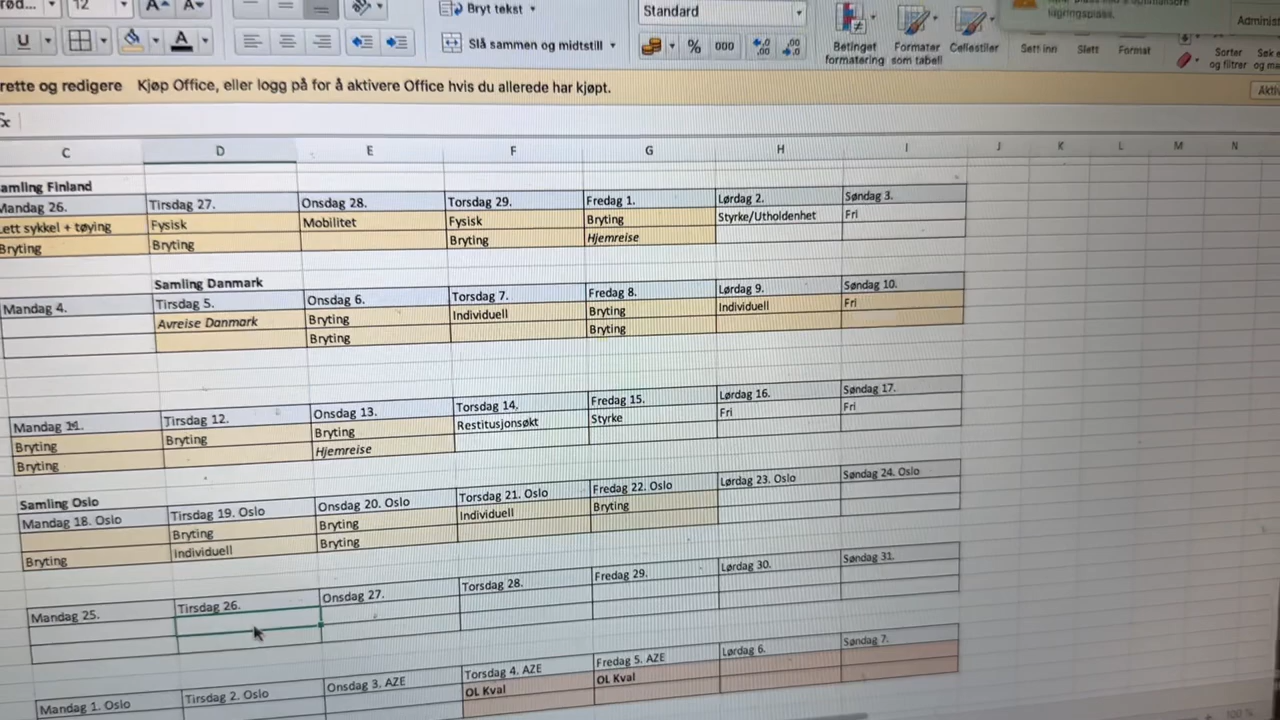 12
Bryt tekst
Standard
U
A
Slå sammen og midtstill
%
000
Betinget formatering
Formater som tabell
Cellestiler
Sett inn
Slett
Format
lagringsplass.
Sorter og filtrer
rette og redigere Kjøp Office, eller logg på for å aktivere Office hvis du allerede har kjøpt.
C D E F G H I J K L M N
amling Finland
Mandag 26. Tirsdag 27. Onsdag 28. Torsdag 29. Fredag 1. Lørdag 2. Søndag 3.
Lett sykkel + tøying Fysisk Mobilitet Fysisk Bryting Styrke/Utholdenhet Fri
Bryting Bryting Bryting Hjemreise
Samling Danmark
Mandag 4. Tirsdag 5. Onsdag 6. Torsdag 7. Fredag 8. Lørdag 9. Søndag 10.
Avreise Danmark Bryting Individuell Bryting Individuell Fri
Bryting Bryting
Mandag 11. Tirsdag 12. Onsdag 13. Torsdag 14. Fredag 15. Lørdag 16. Søndag 17.
Bryting Bryting Bryting Restitusjonsøkt Styrke Fri Fri
Bryting Hjemreise
Samling Oslo
Mandag 18. Oslo Tirsdag 19. Oslo Onsdag 20. Oslo Torsdag 21. Oslo Fredag 22. Oslo Lørdag 23. Oslo Søndag 24. Oslo
Bryting Bryting Individuell Bryting
Bryting Individuell Bryting
Mandag 25. Tirsdag 26. Onsdag 27. Torsdag 28. Fredag 29. Lørdag 30. Søndag 31.
Mandag 1. Oslo Tirsdag 2. Oslo Onsdag 3. AZE Torsdag 4. AZE Fredag 5. AZE Lørdag 6. Søndag 7.
OL Kval OL Kval
100 %